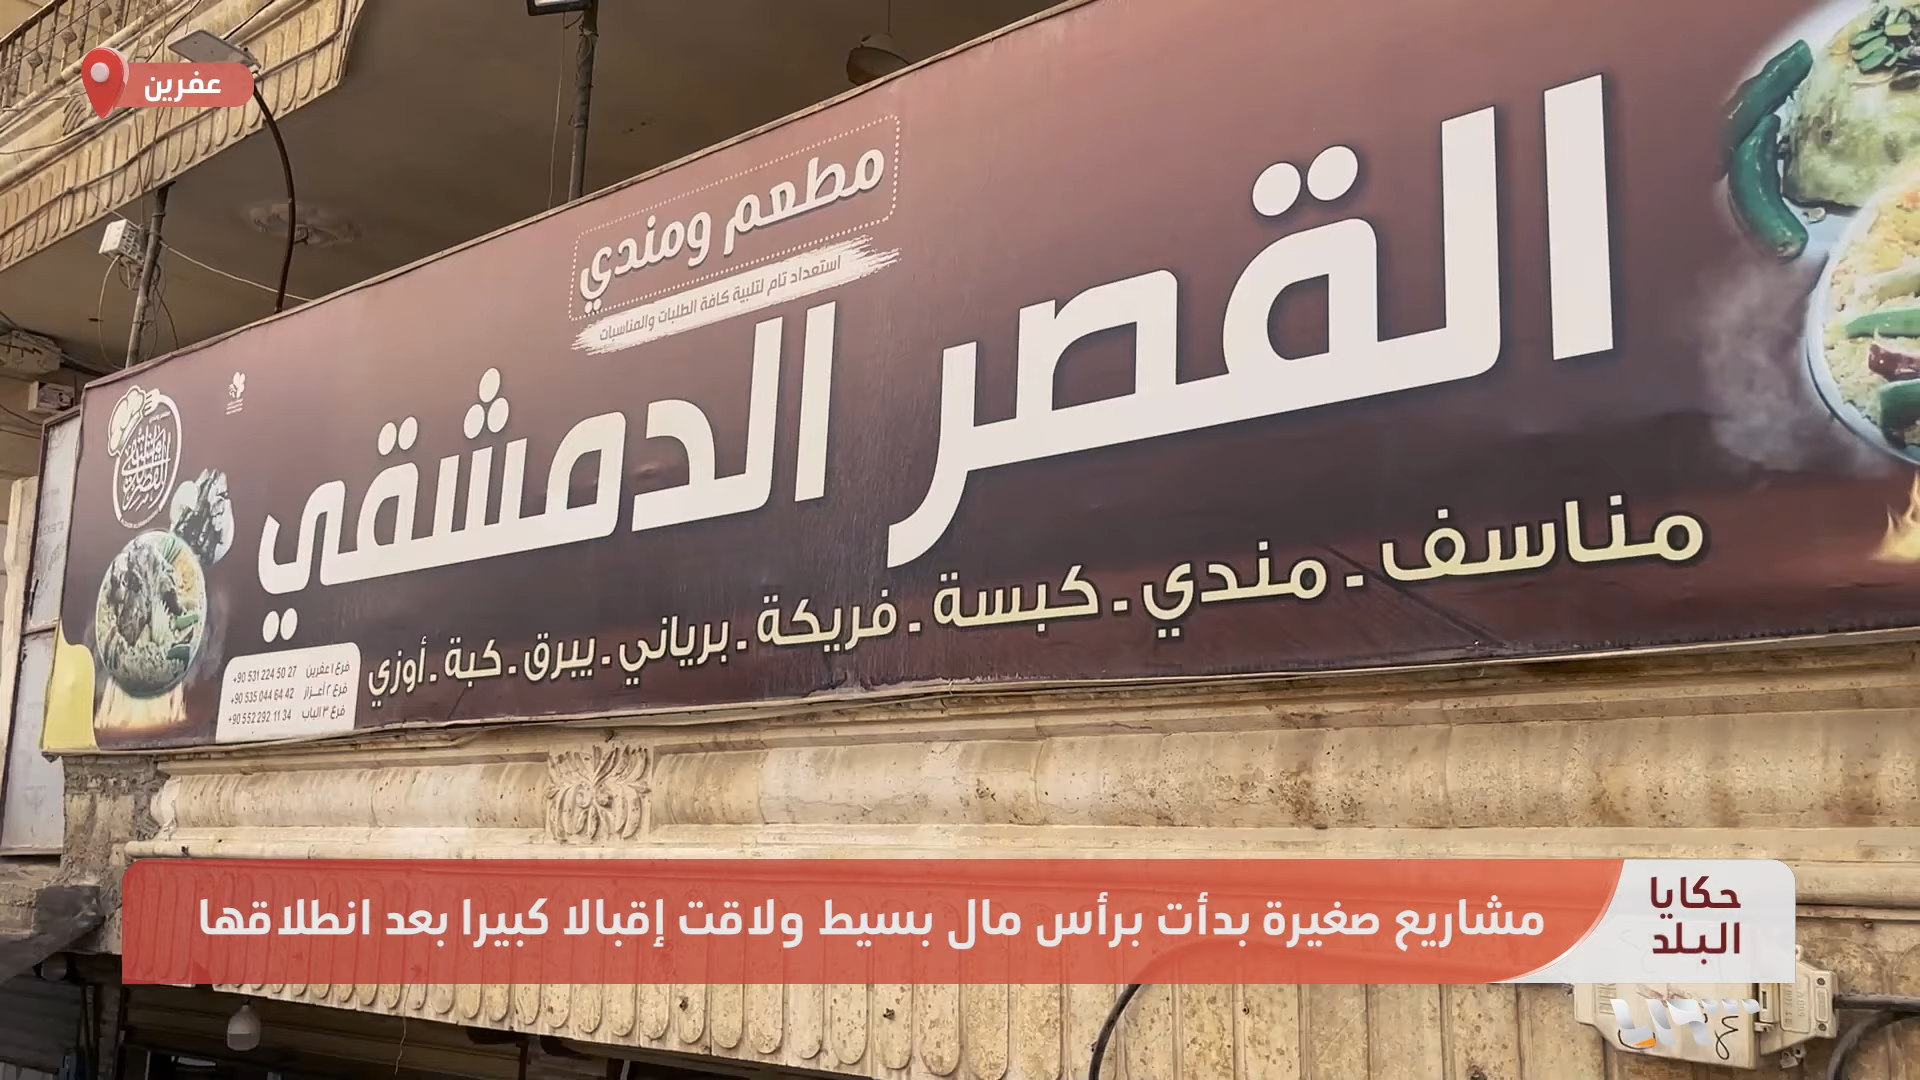 عفرين
مطعم ومندي
استعداد تام لتلبية كافة الطلبات والمناسبات
القصر الدمشقي
مناسف . مندي . كبسة . فريكة . برياني . يبرق . كبة . أوزي
فرع ١ عفرين +90 531 224 50 27
فرع ٢ أعزاز +90 535 044 64 42
فرع ٣ الباب +90 552 292 11 34
حكايا البلد
مشاريع صغيرة بدأت برأس مال بسيط ولاقت إقبالا كبيرا بعد انطلاقها